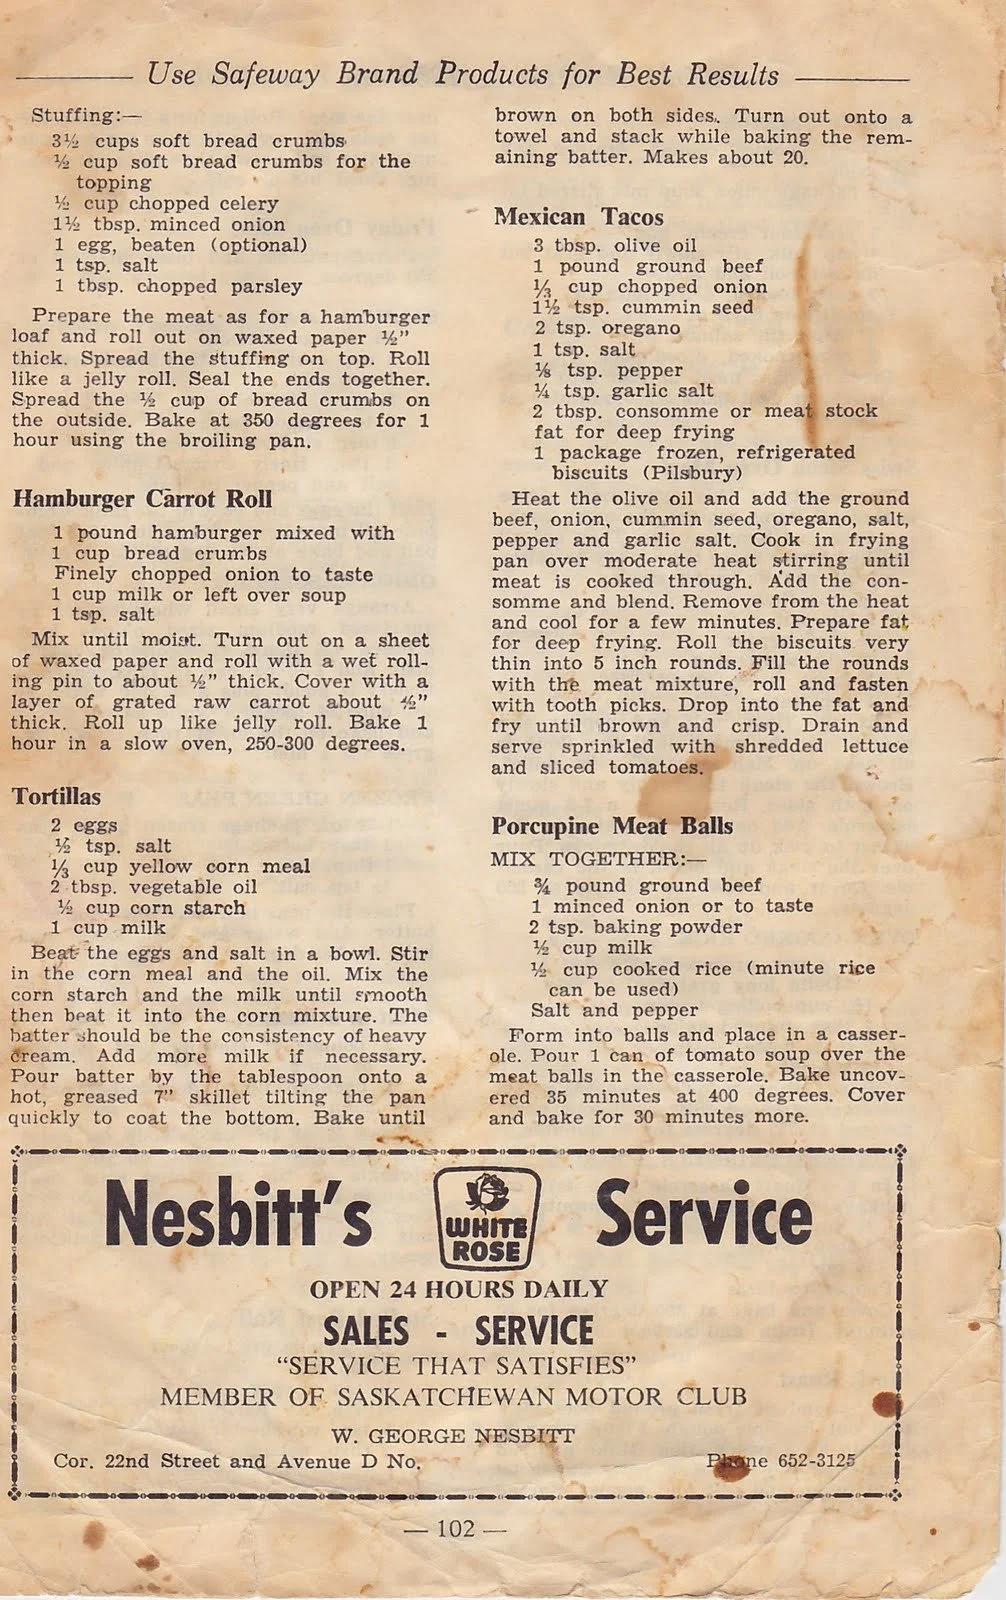 Use Safeway Brand Products for Best Results
Stuffing:—
3½ cups soft bread crumbs
½ cup soft bread crumbs for the
topping
½ cup chopped celery
1½ tbsp. minced onion
1 egg, beaten (optional)
1 tsp. salt
1 tbsp. chopped parsley
Prepare the meat as for a hamburger
loaf and roll out on waxed paper ½”
thick. Spread the stuffing on top. Roll
like a jelly roll. Seal the ends together.
Spread the ½ cup of bread crumbs on
the outside. Bake at 350 degrees for 1
hour using the broiling pan.
Hamburger Carrot Roll
1 pound hamburger mixed with
1 cup bread crumbs
Finely chopped onion to taste
1 cup milk or left over soup
1 tsp. salt
Mix until moist. Turn out on a sheet
of waxed paper and roll with a wet roll-
ing pin to about ½” thick. Cover with a
layer of grated raw carrot about ½”
thick. Roll up like jelly roll. Bake 1
hour in a slow oven, 250-300 degrees.
Tortillas
2 eggs
½ tsp. salt
⅓ cup yellow corn meal
2 tbsp. vegetable oil
½ cup corn starch
1 cup milk
Beat the eggs and salt in a bowl. Stir
in the corn meal and the oil. Mix the
corn starch and the milk until smooth
then beat it into the corn mixture. The
batter should be the consistency of heavy
cream. Add more milk if necessary.
Pour batter by the tablespoon onto a
hot, greased 7” skillet tilting the pan
quickly to coat the bottom. Bake until
brown on both sides. Turn out onto a
towel and stack while baking the rem-
aining batter. Makes about 20.
Mexican Tacos
3 tbsp. olive oil
1 pound ground beef
⅓ cup chopped onion
1½ tsp. cummin seed
2 tsp. oregano
1 tsp. salt
⅛ tsp. pepper
¼ tsp. garlic salt
2 tbsp. consomme or meat stock
fat for deep frying
1 package frozen, refrigerated
biscuits (Pilsbury)
Heat the olive oil and add the ground
beef, onion, cummin seed, oregano, salt,
pepper and garlic salt. Cook in frying
pan over moderate heat stirring until
meat is cooked through. Add the con-
somme and blend. Remove from the heat
and cool for a few minutes. Prepare fat
for deep frying. Roll the biscuits very
thin into 5 inch rounds. Fill the rounds
with the meat mixture, roll and fasten
with tooth picks. Drop into the fat and
fry until brown and crisp. Drain and
serve sprinkled with shredded lettuce
and sliced tomatoes.
Porcupine Meat Balls
MIX TOGETHER:—
¾ pound ground beef
1 minced onion or to taste
2 tsp. baking powder
½ cup milk
½ cup cooked rice (minute rice
can be used)
Salt and pepper
Form into balls and place in a casser-
ole. Pour 1 can of tomato soup over the
meat balls in the casserole. Bake uncov-
ered 35 minutes at 400 degrees. Cover
and bake for 30 minutes more.
Nesbitt's WHITE ROSE Service
OPEN 24 HOURS DAILY
SALES - SERVICE
“SERVICE THAT SATISFIES”
MEMBER OF SASKATCHEWAN MOTOR CLUB
W. GEORGE NESBITT
Cor. 22nd Street and Avenue D No. Phone 652-3125
— 102 —